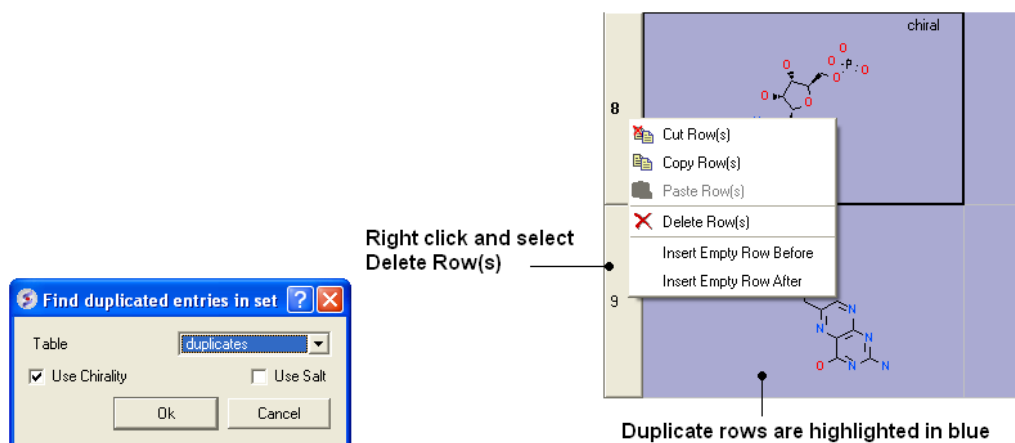 chiral
O
O
P
O
O
O
O
O
8
Cut Row(s)
Copy Row(s)
Paste Row(s)
Delete Row(s)
Insert Empty Row Before
Insert Empty Row After
Right click and select
Delete Row(s)
9
N
N
N
O
N
N
Duplicate rows are highlighted in blue
Find duplicated entries in set
?
Table
duplicates
Use Chirality
Use Salt
Ok
Cancel